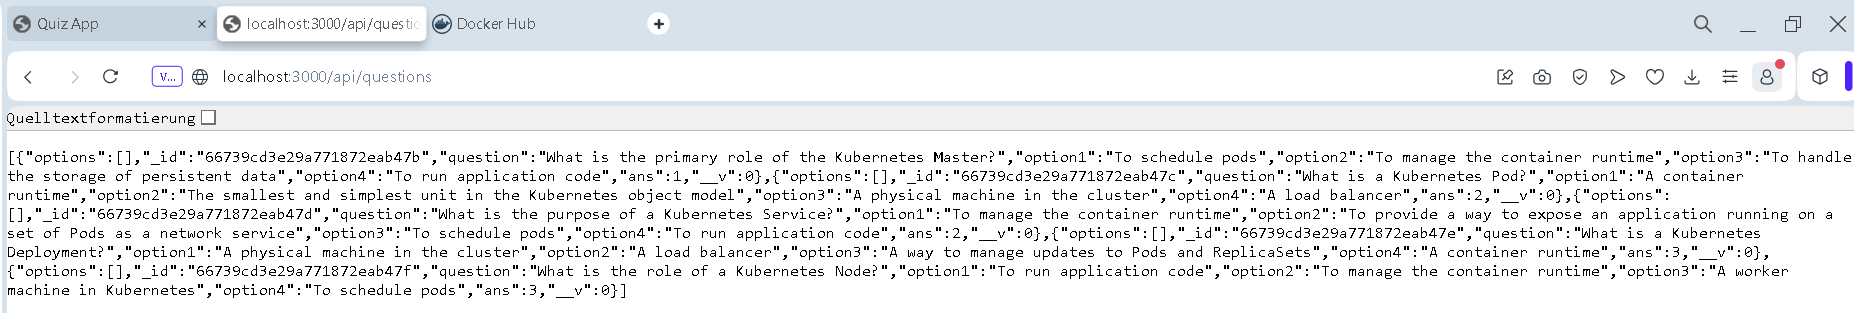 Quiz App
localhost:3000/api/questic
Docker Hub
V...
localhost:3000/api/questions
Quelltextformatierung
[{"options":[],"_id":"66739cd3e29a771872eab47b","question":"What is the primary role of the Kubernetes Master?","option1":"To schedule pods","option2":"To manage the container runtime","option3":"To handle
the storage of persistent data","option4":"To run application code","ans":1,"__v":0},{"options":[],"_id":"66739cd3e29a771872eab47c","question":"What is a Kubernetes Pod?","option1":"A container
runtime","option2":"The smallest and simplest unit in the Kubernetes object model","option3":"A physical machine in the cluster","option4":"A load balancer","ans":2,"__v":0},{"options":
[],"_id":"66739cd3e29a771872eab47d","question":"What is the purpose of a Kubernetes Service?","option1":"To manage the container runtime","option2":"To provide a way to expose an application running on a
set of Pods as a network service","option3":"To schedule pods","option4":"To run application code","ans":2,"__v":0},{"options":[],"_id":"66739cd3e29a771872eab47e","question":"What is a Kubernetes
Deployment?","option1":"A physical machine in the cluster","option2":"A load balancer","option3":"A way to manage updates to Pods and ReplicaSets","option4":"A container runtime","ans":3,"__v":0},
{"options":[],"_id":"66739cd3e29a771872eab47f","question":"What is the role of a Kubernetes Node?","option1":"To run application code","option2":"To manage the container runtime","option3":"A worker
machine in Kubernetes","option4":"To schedule pods","ans":3,"__v":0}]